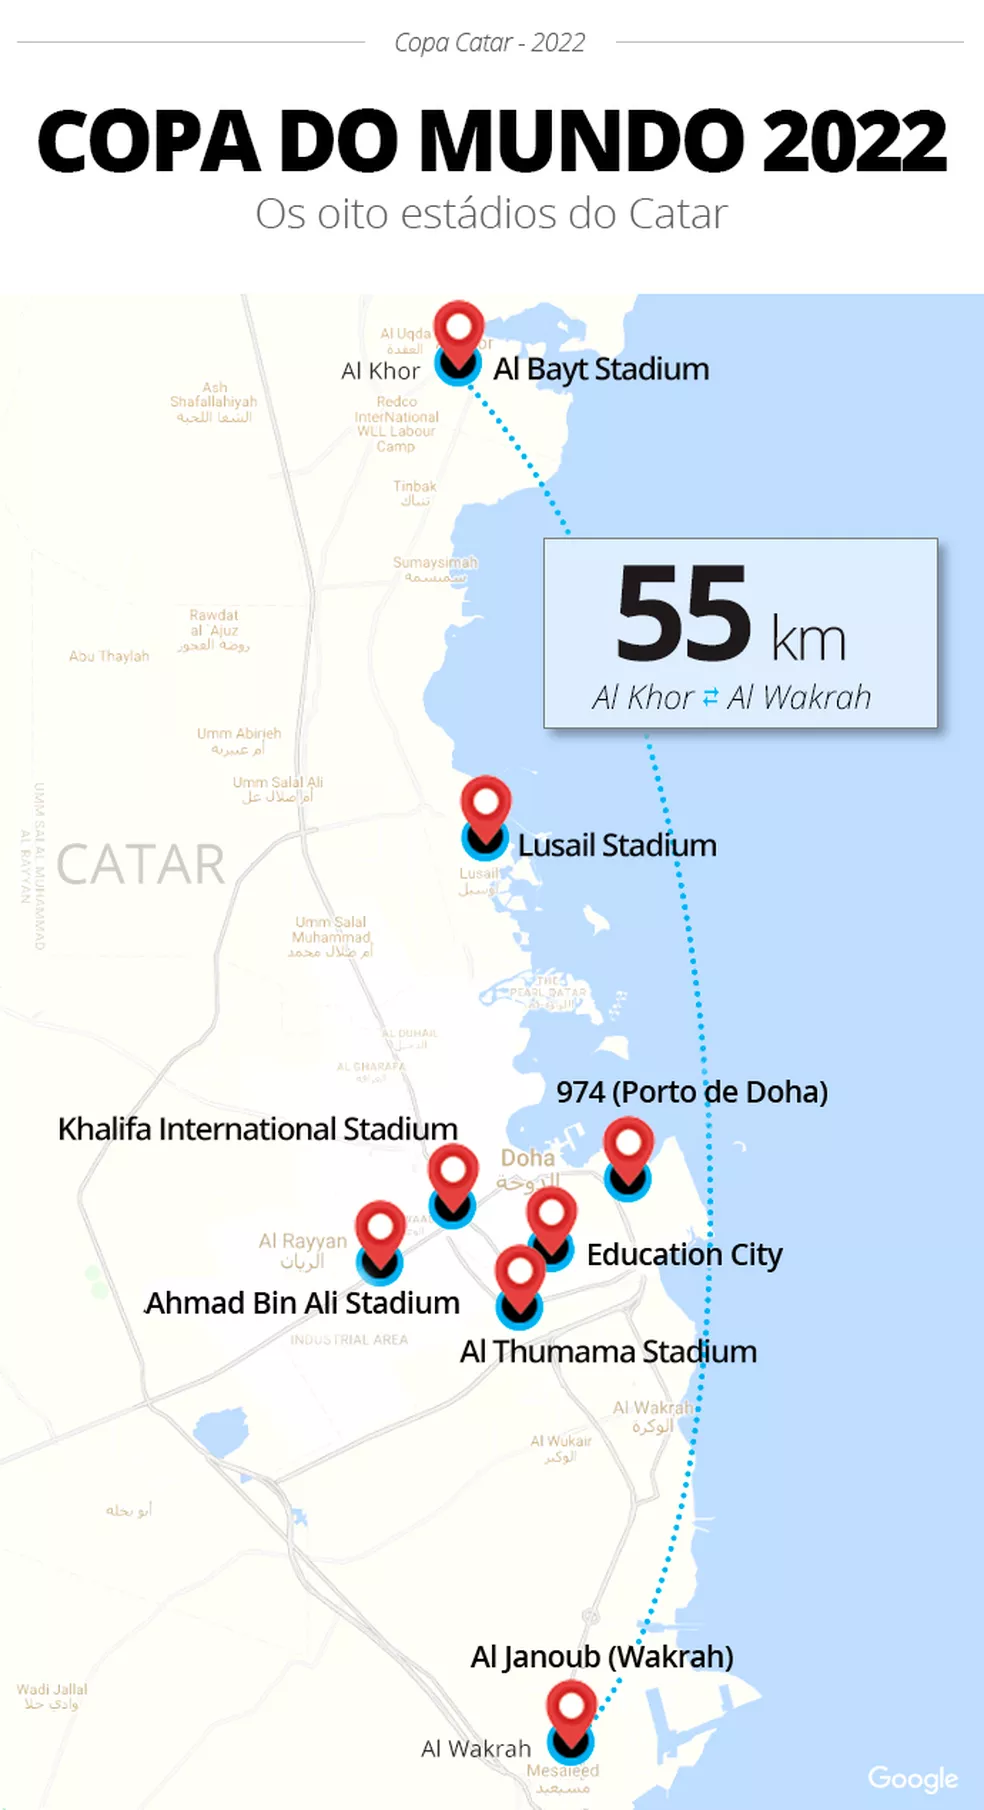 Copa Catar - 2022
COPA DO MUNDO 2022
Os oito estádios do Catar
Al Uqda
العقدة
Al Khor
Al Bayt Stadium
Ash
Shafallahiyah
الشفا اللحية
Redco
InterNational
WLL Labour
Camp
Tinbak
تنباك
55 km
Al Khor ⇄ Al Wakrah
Sumaysimah
سميسمة
Rawdat
al `Ajuz
روضة العجوز
Abu Thaylah
Umm Abirieh
أم عبيرية
Umm Salal Ali
أم صلال علي
UMM SALAL MUHAMMAD
AL RAYYAN
CATAR
Lusail Stadium
Lusail
لوسيل
Umm Salal
Muhammad
أم صلال محمد
THE
PEARL QATAR
اللؤلؤة
AL DUHAIL
الدحيل
AL GHARAFA
الغرافة
974 (Porto de Doha)
Khalifa International Stadium
Doha
الدوحة
Al Rayyan
الريان
Education City
Ahmad Bin Ali Stadium
INDUSTRIAL AREA
Al Thumama Stadium
Al Wakrah
الوكرة
Al Wukair
الوكير
أبو نخلة
Al Janoub (Wakrah)
Wadi Jallal
وادي جلال
Al Wakrah
Mesaieed
مسيعيد
Google